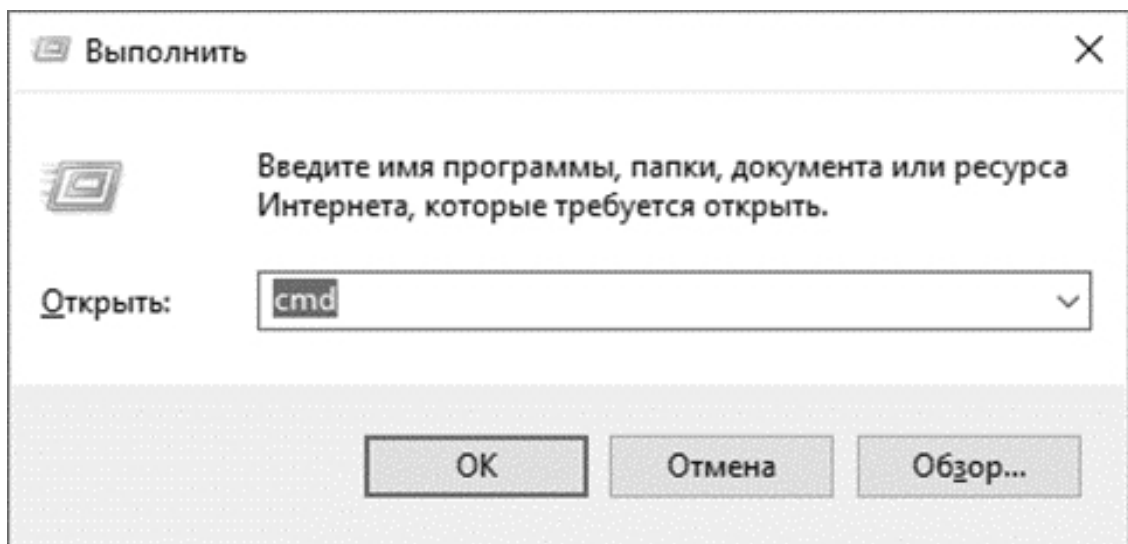 Выполнить
Введите имя программы, папки, документа или ресурса
Интернета, которые требуется открыть.
Открыть:
cmd
OK
Отмена
Обзор...